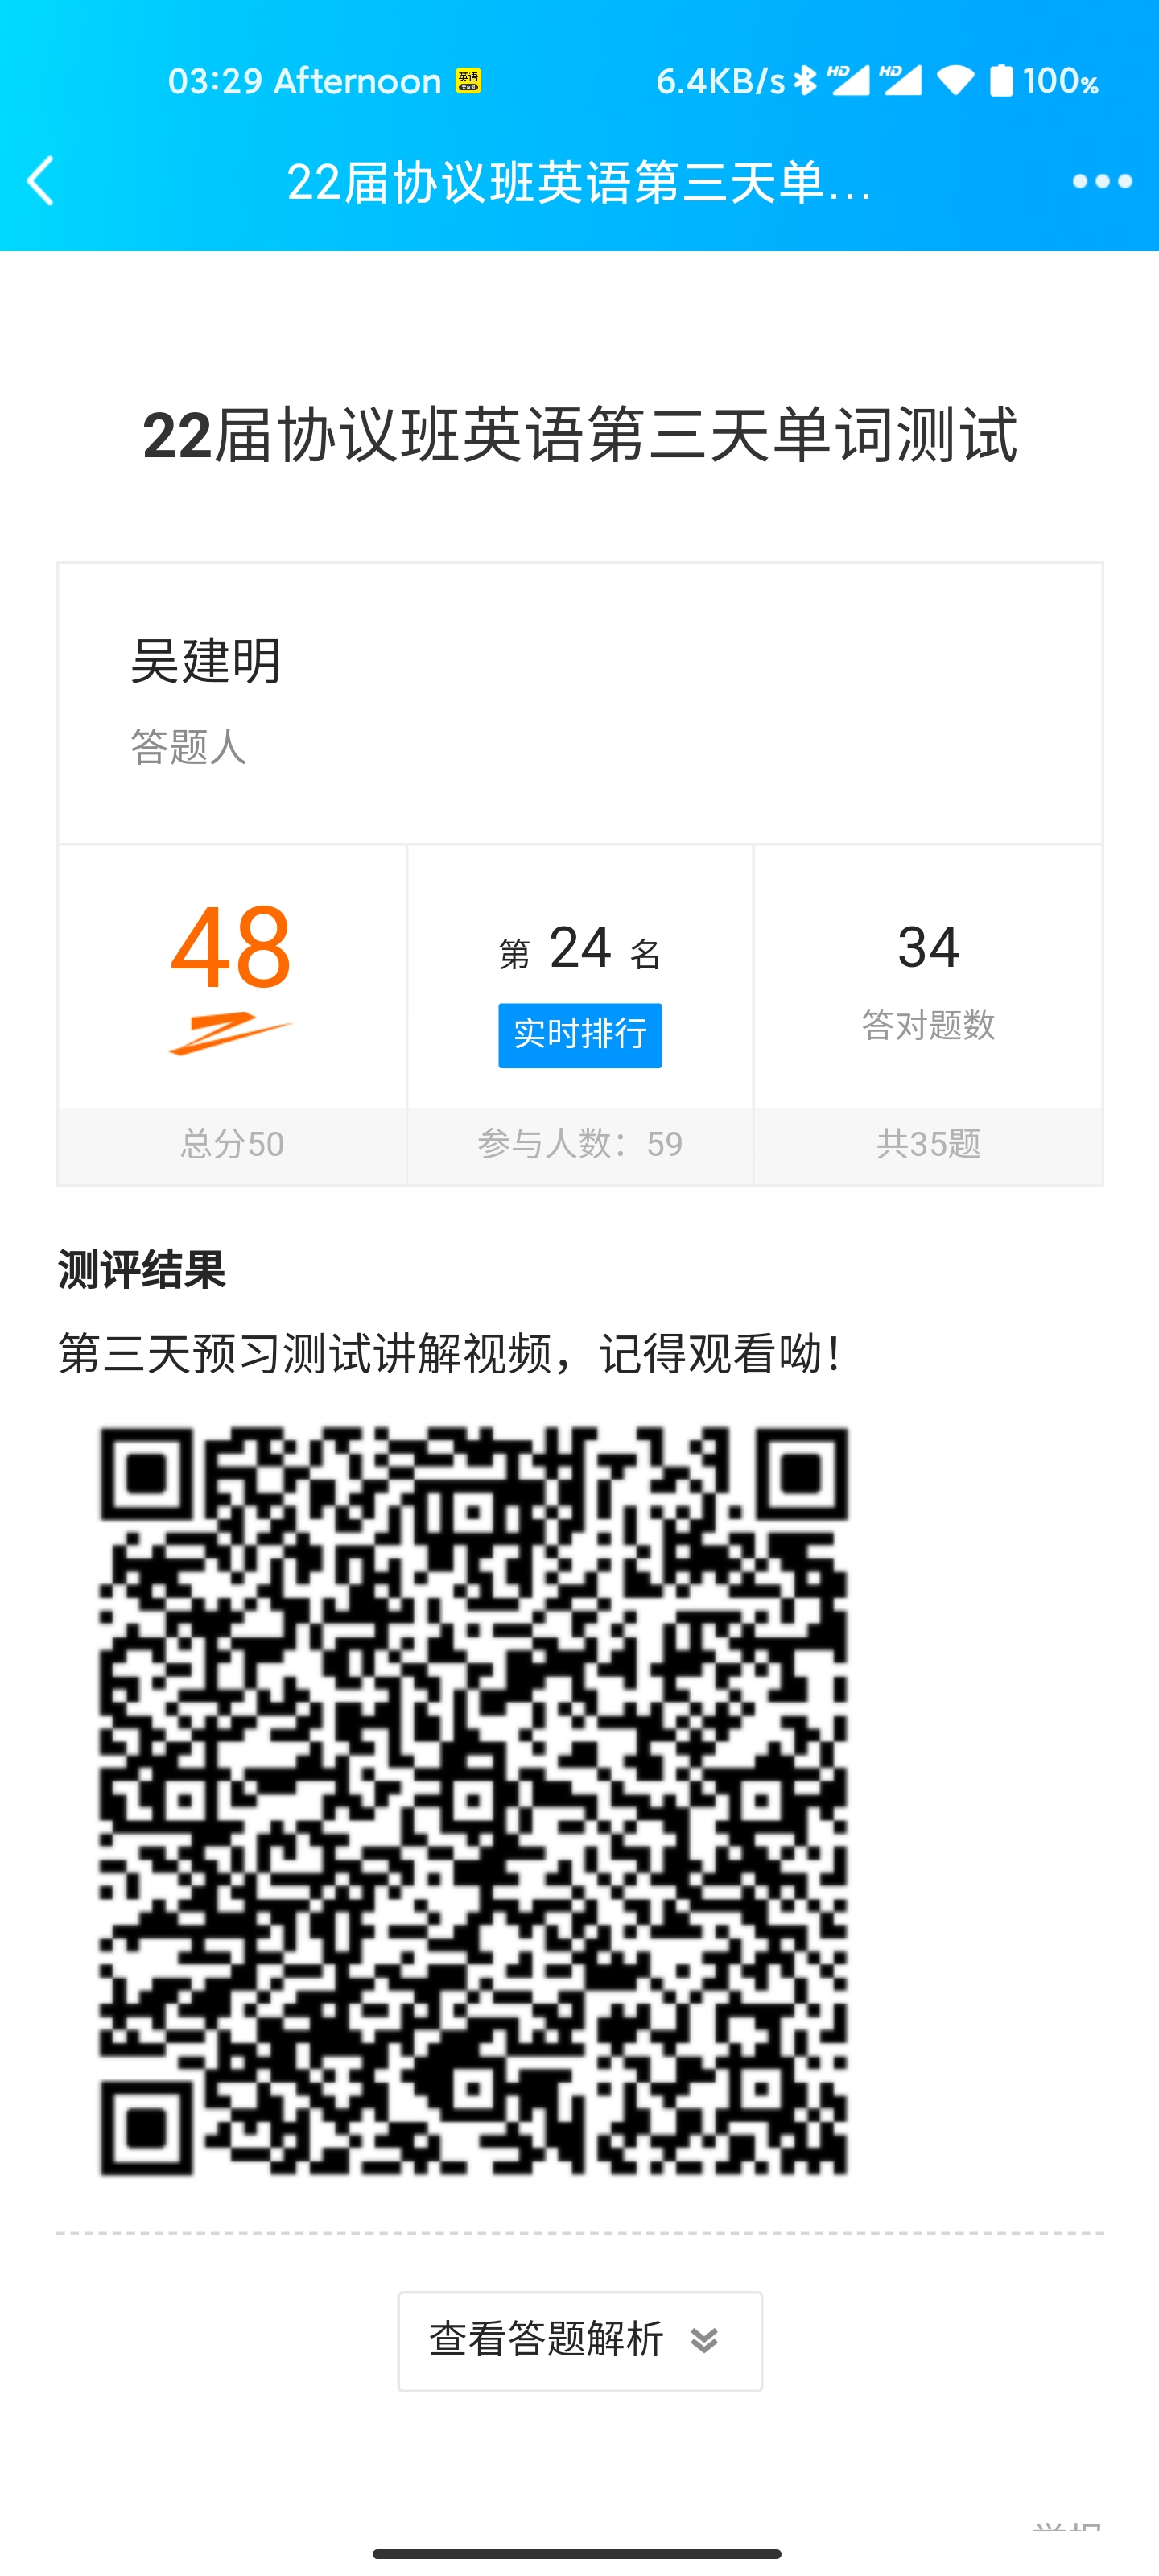 03:29 Afternoon 英语 6.4KB/s HD HD 100%
22届协议班英语第三天单...
22届协议班英语第三天单词测试
吴建明
答题人
48
第 24 名
34
实时排行
答对题数
总分50
参与人数：59
共35题
测评结果
第三天预习测试讲解视频，记得观看呦！
查看答题解析